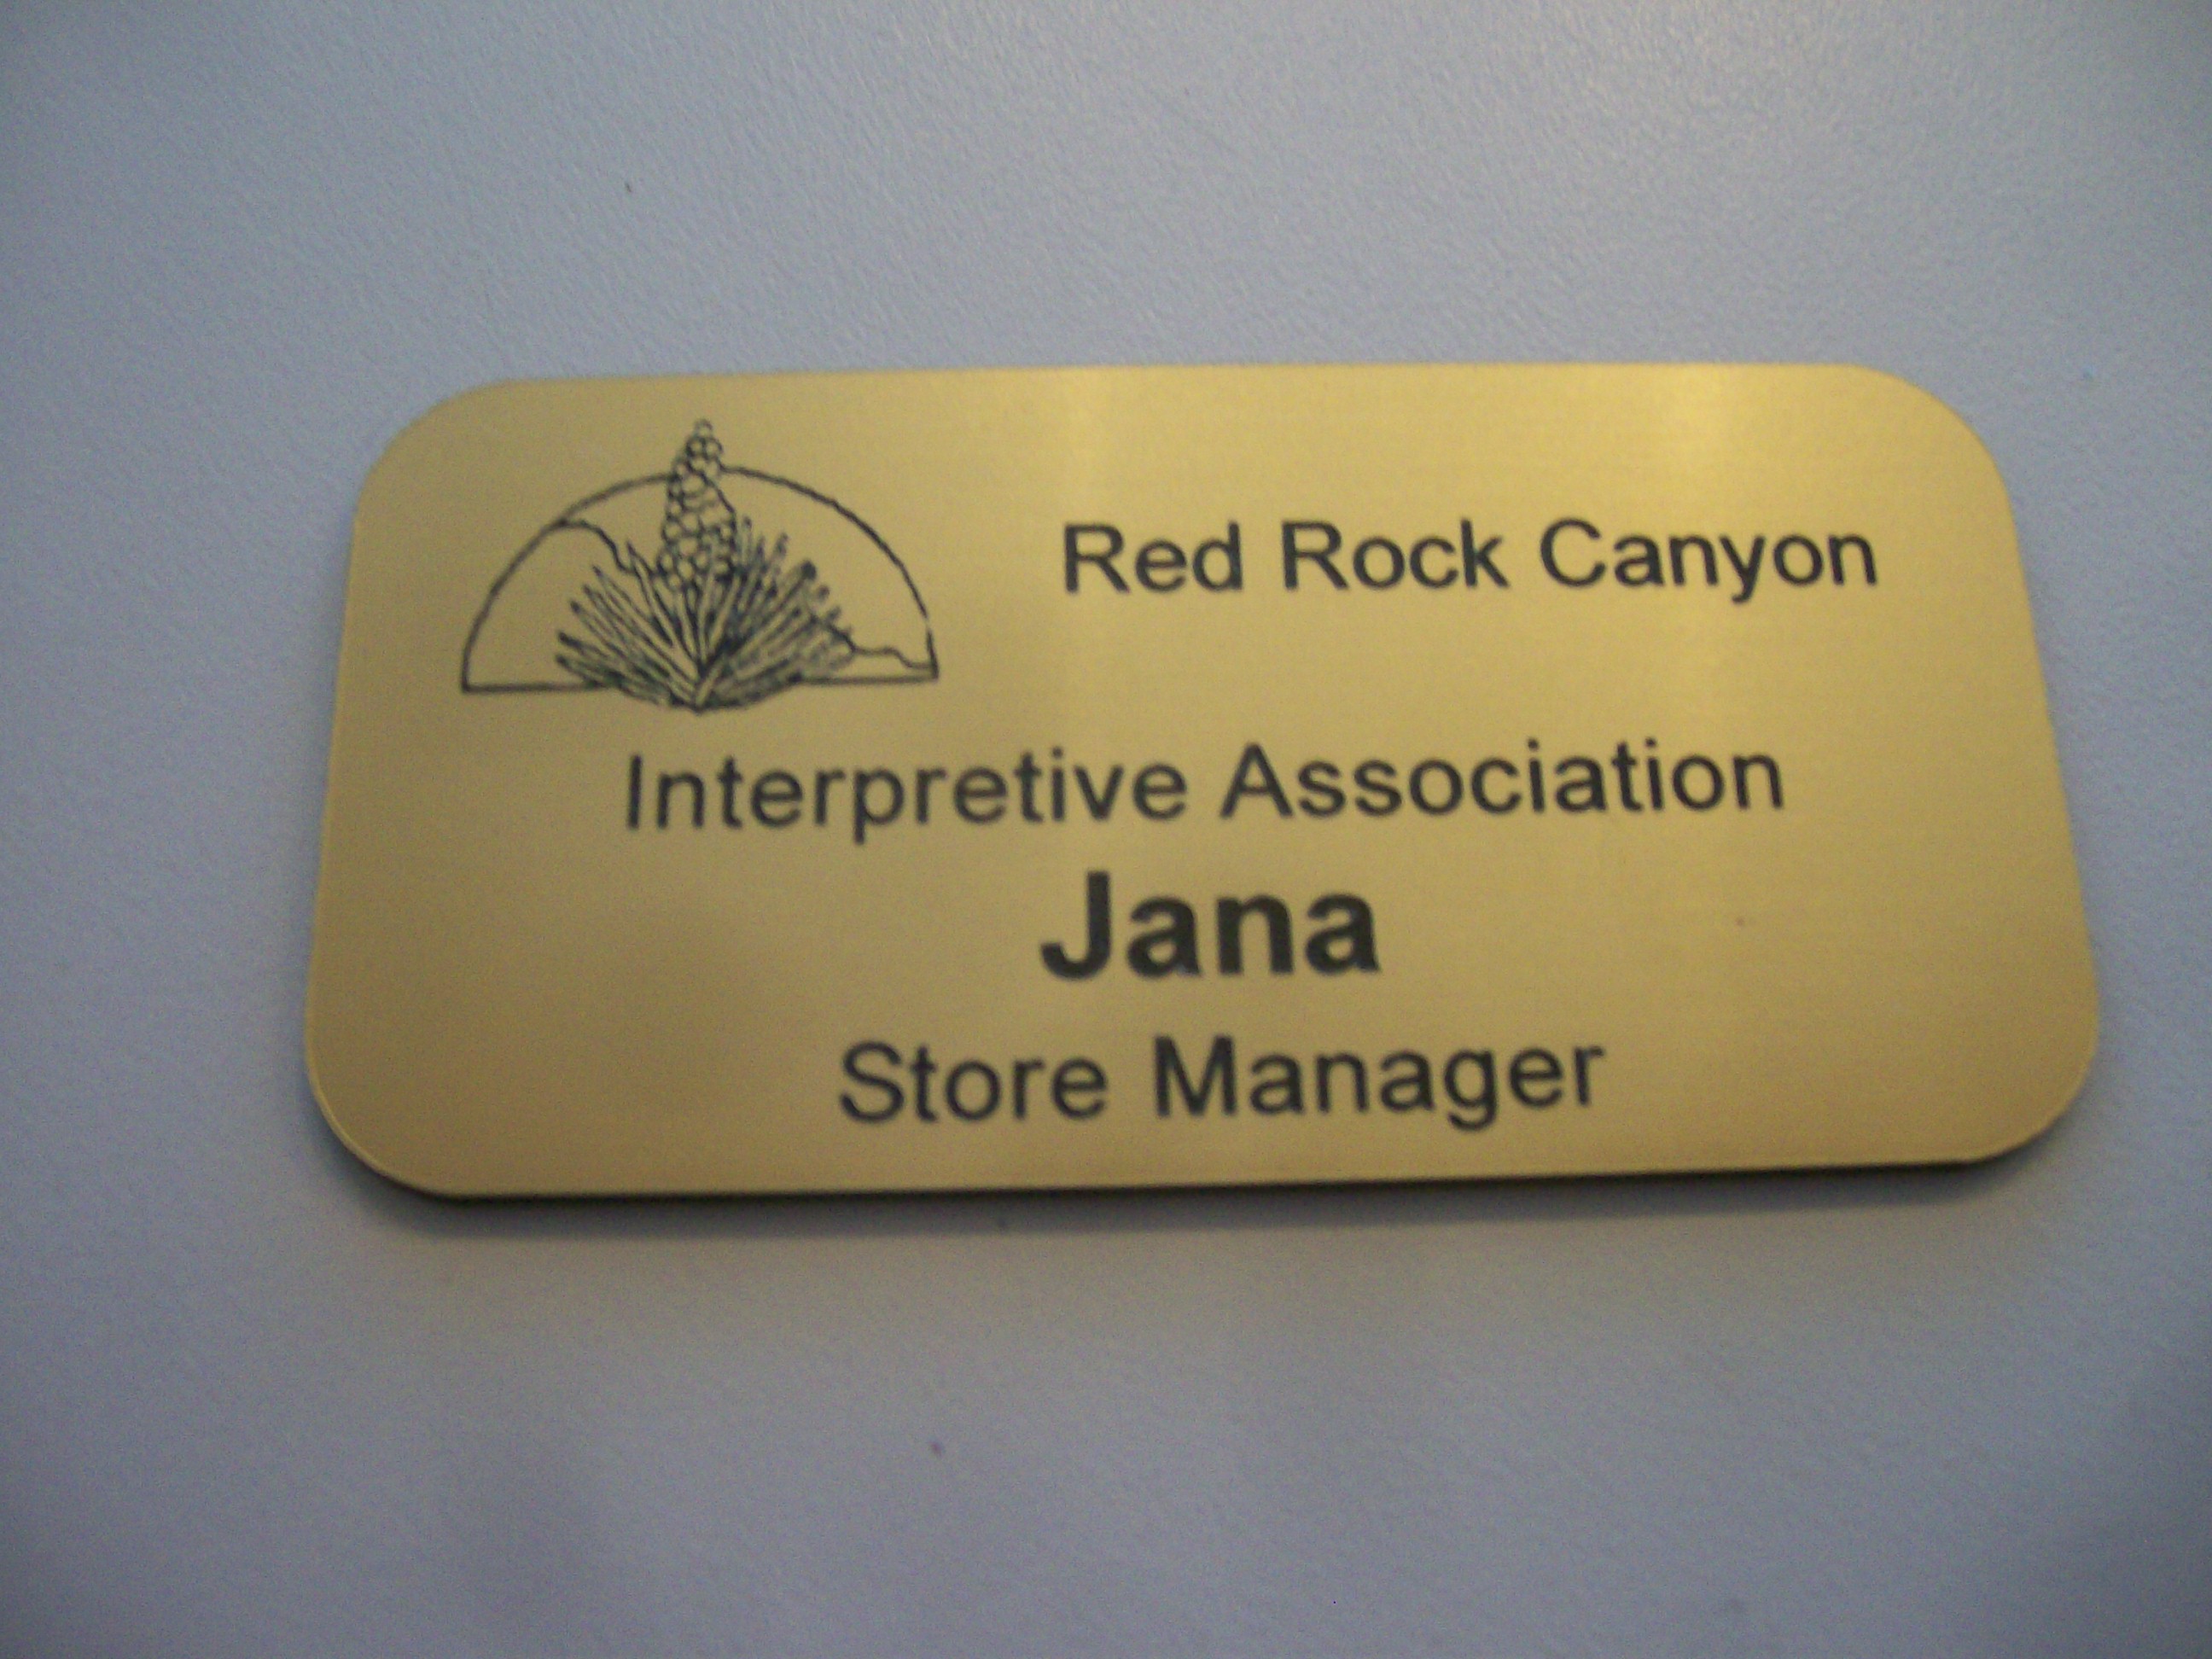 Red Rock Canyon
Interpretive Association
Jana
Store Manager